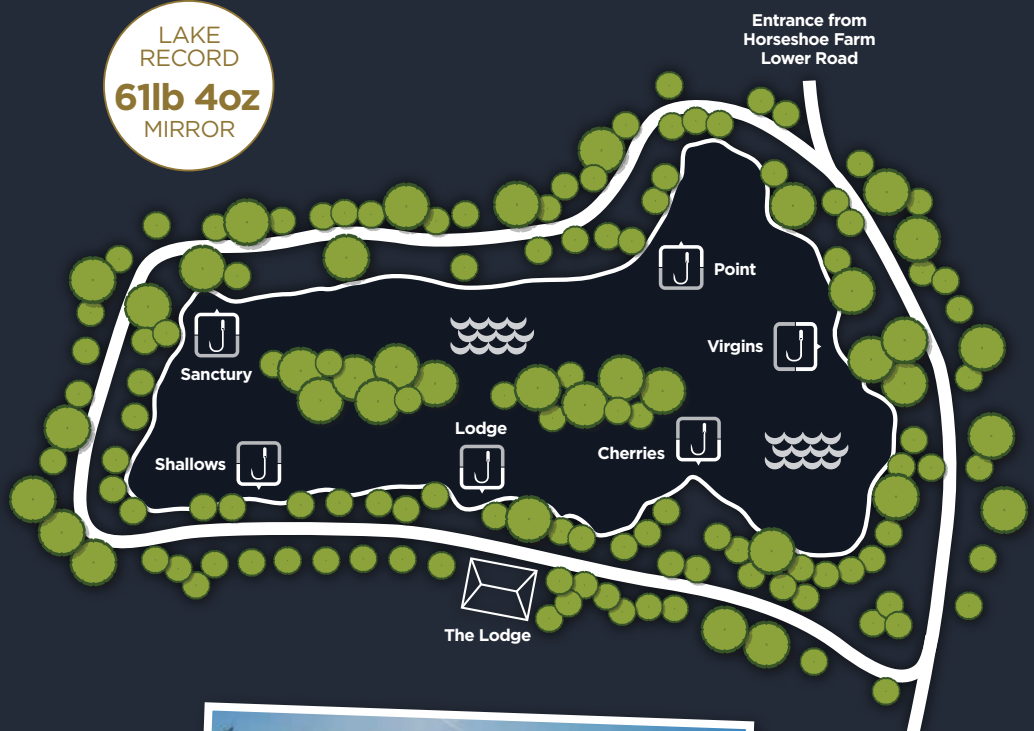 LAKE
RECORD
61lb 4oz
MIRROR
Entrance from
Horseshoe Farm
Lower Road
Point
Virgins
Sanctury
Lodge
Cherries
Shallows
The Lodge